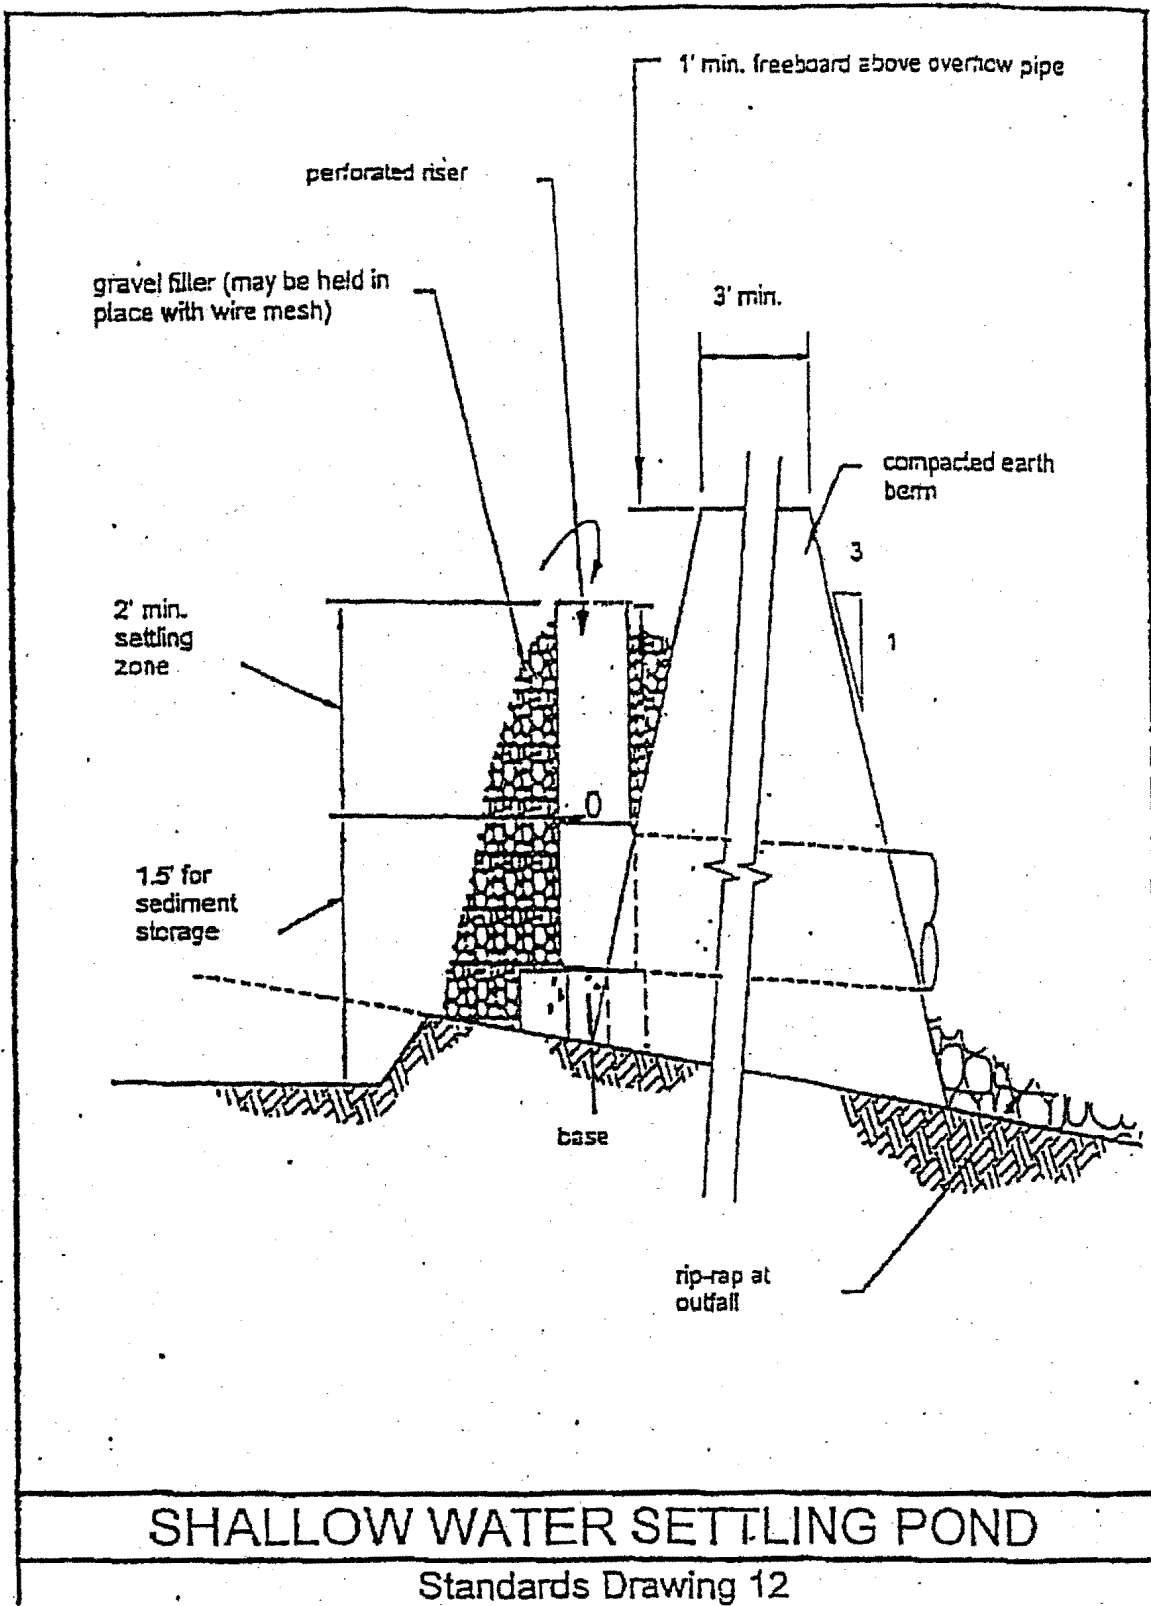 1' min. freeboard above overflow pipe
perforated riser
gravel filler (may be held in
place with wire mesh)
3' min.
compacted earth
berm
3
1
2' min.
settling
zone
1.5' for
sediment
storage
base
rip-rap at
outfall
SHALLOW WATER SETTLING POND
Standards Drawing 12